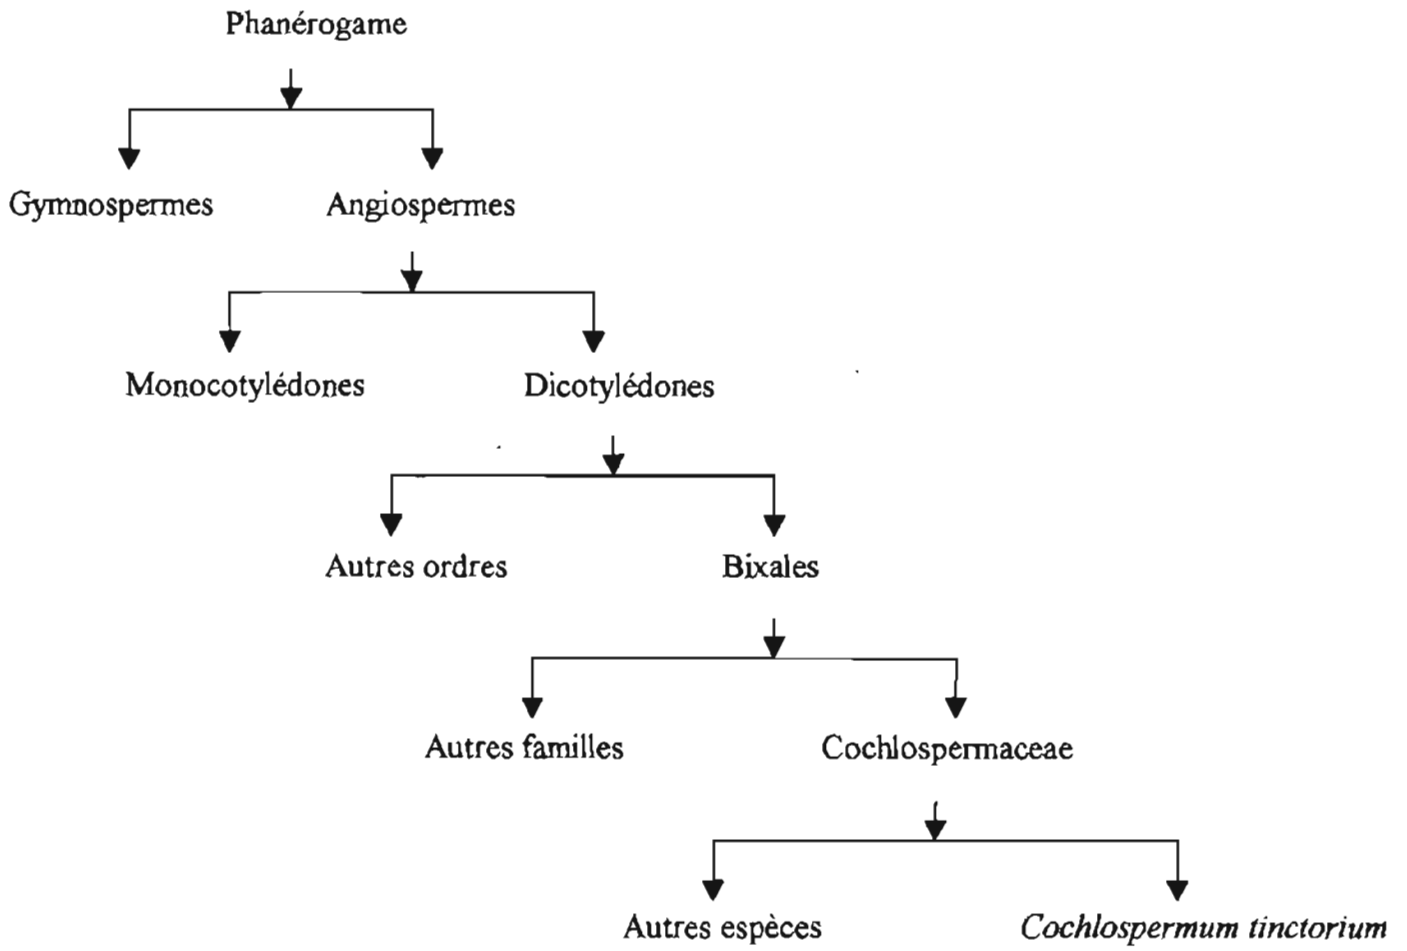 Phanérogame
Gymnospermes Angiospermes
Monocotylédones Dicotylédones
Autres ordres Bixales
Autres familles Cochlospermaceae
Autres espèces Cochlospermum tinctorium